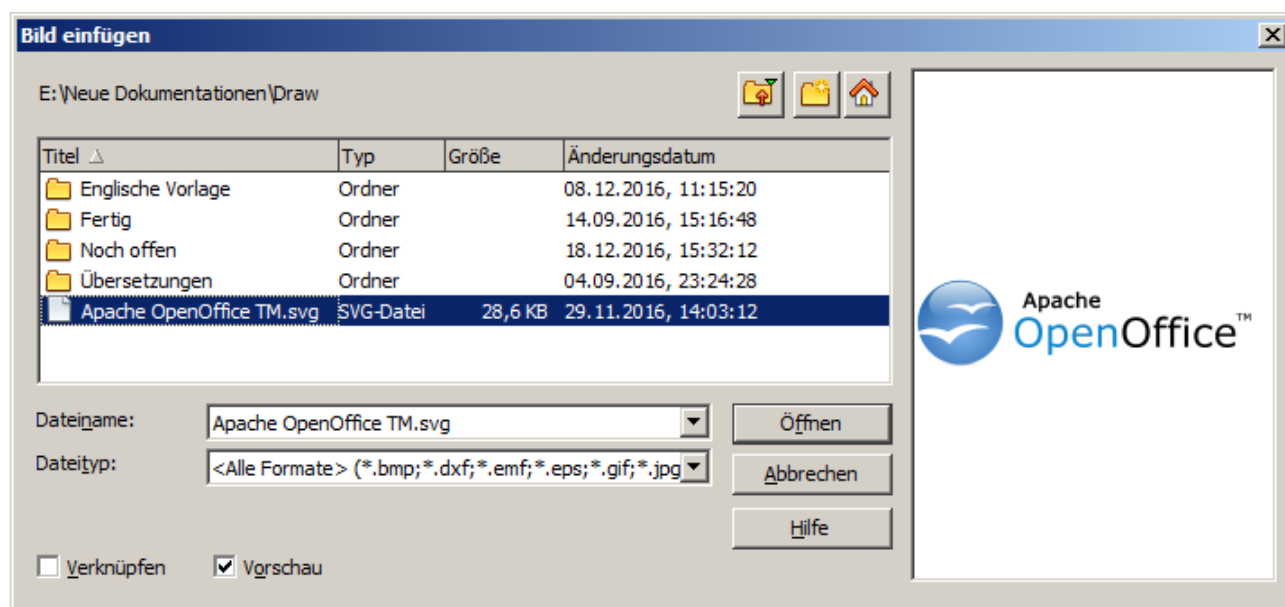 Bild einfügen
E:\Neue Dokumentationen\Draw
Titel Typ Größe Änderungsdatum
Englische Vorlage Ordner 08.12.2016, 11:15:20
Fertig Ordner 14.09.2016, 15:16:48
Noch offen Ordner 18.12.2016, 15:32:12
Übersetzungen Ordner 04.09.2016, 23:24:28
Apache OpenOffice TM.svg SVG-Datei 28,6 KB 29.11.2016, 14:03:12
Apache
OpenOffice™
Dateiname: Apache OpenOffice TM.svg Öffnen
Dateityp: <Alle Formate> (*.bmp;*.dxf;*.emf;*.eps;*.gif;*.jpg Abbrechen
Hilfe
Verknüpfen Vorschau